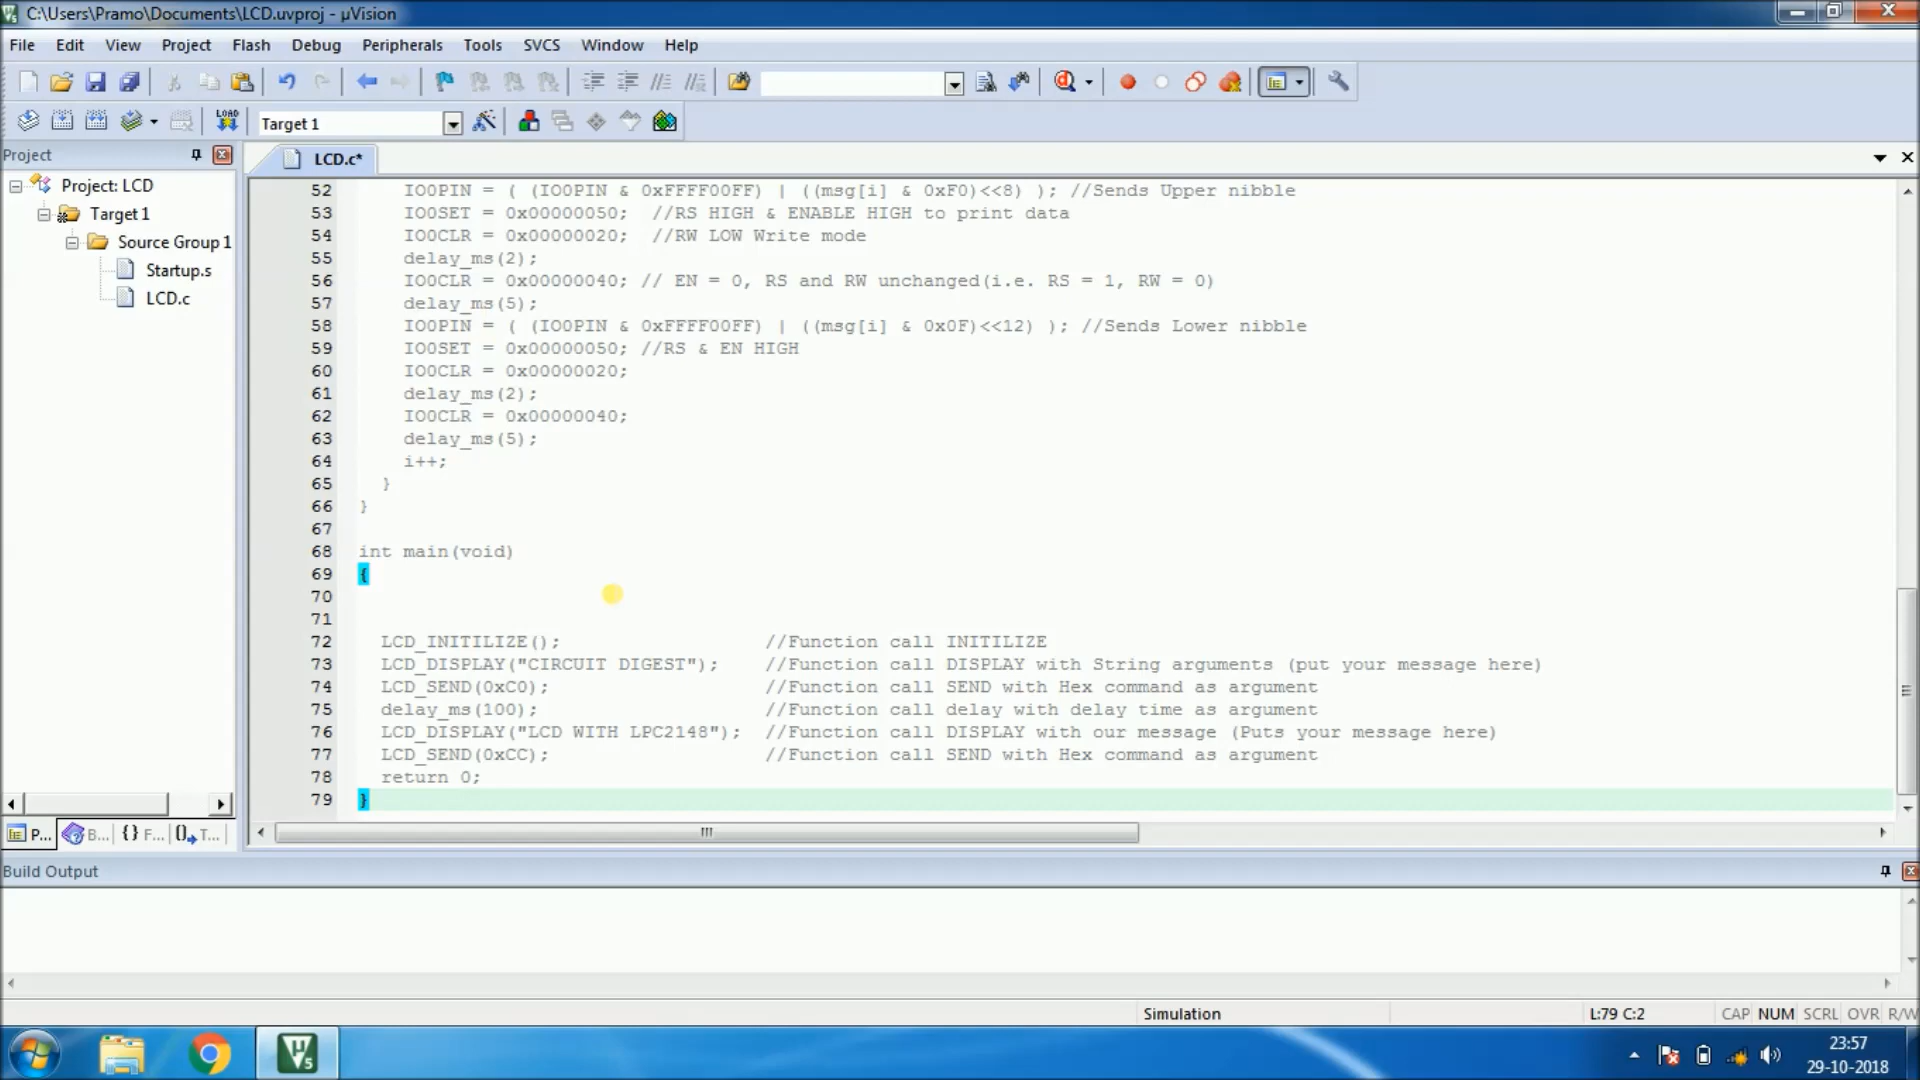 C:\Users\Pramo\Documents\LCD.uvproj - µVision
File Edit View Project Flash Debug Peripherals Tools SVCS Window Help
LOAD Target 1
Project
LCD.c*
Project: LCD
Target 1
Source Group 1
Startup.s
LCD.c
52 IO0PIN = ( (IO0PIN & 0xFFFF00FF) | ((msg[i] & 0xF0)<<8) ); //Sends Upper nibble
53 IO0SET = 0x00000050; //RS HIGH & ENABLE HIGH to print data
54 IO0CLR = 0x00000020; //RW LOW Write mode
55 delay_ms(2);
56 IO0CLR = 0x00000040; // EN = 0, RS and RW unchanged(i.e. RS = 1, RW = 0)
57 delay_ms(5);
58 IO0PIN = ( (IO0PIN & 0xFFFF00FF) | ((msg[i] & 0x0F)<<12) ); //Sends Lower nibble
59 IO0SET = 0x00000050; //RS & EN HIGH
60 IO0CLR = 0x00000020;
61 delay_ms(2);
62 IO0CLR = 0x00000040;
63 delay_ms(5);
64 i++;
65 }
66 }
67
68 int main(void)
69 {
70
71
72 LCD_INITILIZE(); //Function call INITILIZE
73 LCD_DISPLAY("CIRCUIT DIGEST"); //Function call DISPLAY with String arguments (put your message here)
74 LCD_SEND(0xC0); //Function call SEND with Hex command as argument
75 delay_ms(100); //Function call delay with delay time as argument
76 LCD_DISPLAY("LCD WITH LPC2148"); //Function call DISPLAY with our message (Puts your message here)
77 LCD_SEND(0xCC); //Function call SEND with Hex command as argument
78 return 0;
79 }
P... B... {} F... T...
Build Output
Simulation L:79 C:2 CAP NUM SCRL OVR R/W
23:57
29-10-2018